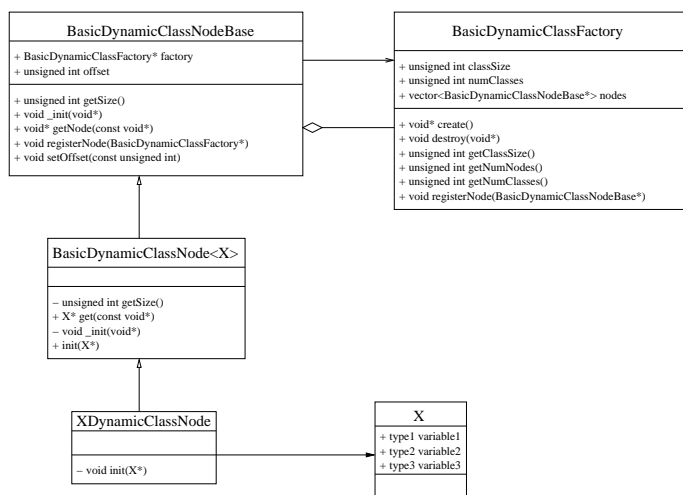 BasicDynamicClassNodeBase
+ BasicDynamicClassFactory* factory
+ unsigned int offset
+ unsigned int getSize()
+ void _init(void*)
+ void* getNode(const void*)
+ void registerNode(BasicDynamicClassFactory*)
+ void setOffset(const unsigned int)
BasicDynamicClassFactory
+ unsigned int classSize
+ unsigned int numClasses
+ vector<BasicDynamicClassNodeBase*> nodes
+ void* create()
+ void destroy(void*)
+ unsigned int getClassSize()
+ unsigned int getNumNodes()
+ unsigned int getNumClasses()
+ void registerNode(BasicDynamicClassNodeBase*)
BasicDynamicClassNode<X>
− unsigned int getSize()
+ X* get(const void*)
− void _init(void*)
+ init(X*)
XDynamicClassNode
− void init(X*)
X
+ type1 variable1
+ type2 variable2
+ type3 variable3